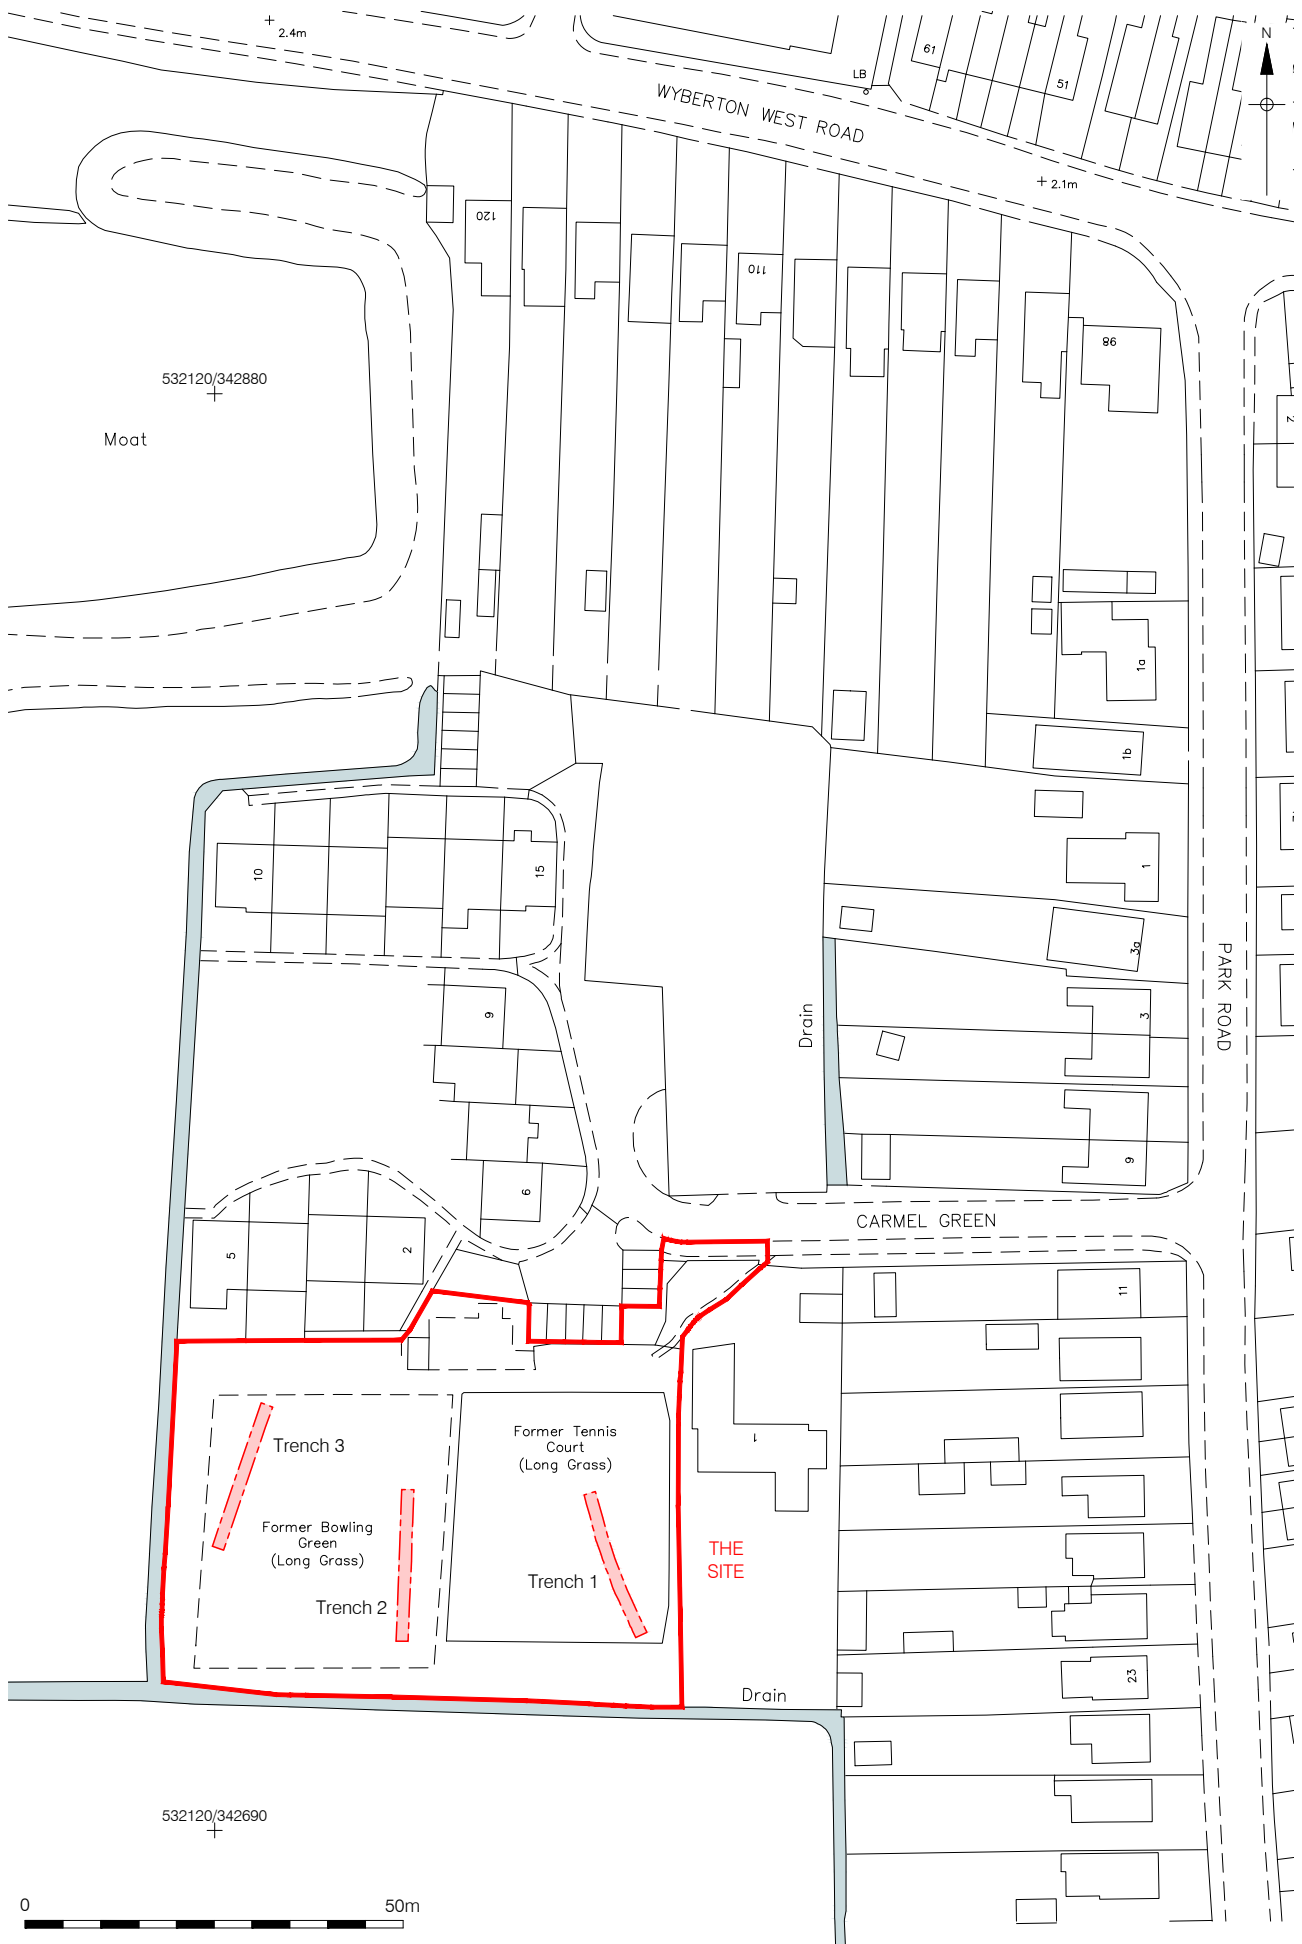 2.4m
N
61
LB
51
WYBERTON WEST ROAD
2.1m
120
110
98
532120/342880
Moat
2
1a
1b
10
15
1
3a
PARK ROAD
9
3
Drain
9
6
CARMEL GREEN
5
2
11
Former Tennis
Court
(Long Grass)
1
Trench 3
Former Bowling
Green
(Long Grass)
THE
SITE
Trench 1
Trench 2
23
Drain
532120/342690
0
50m